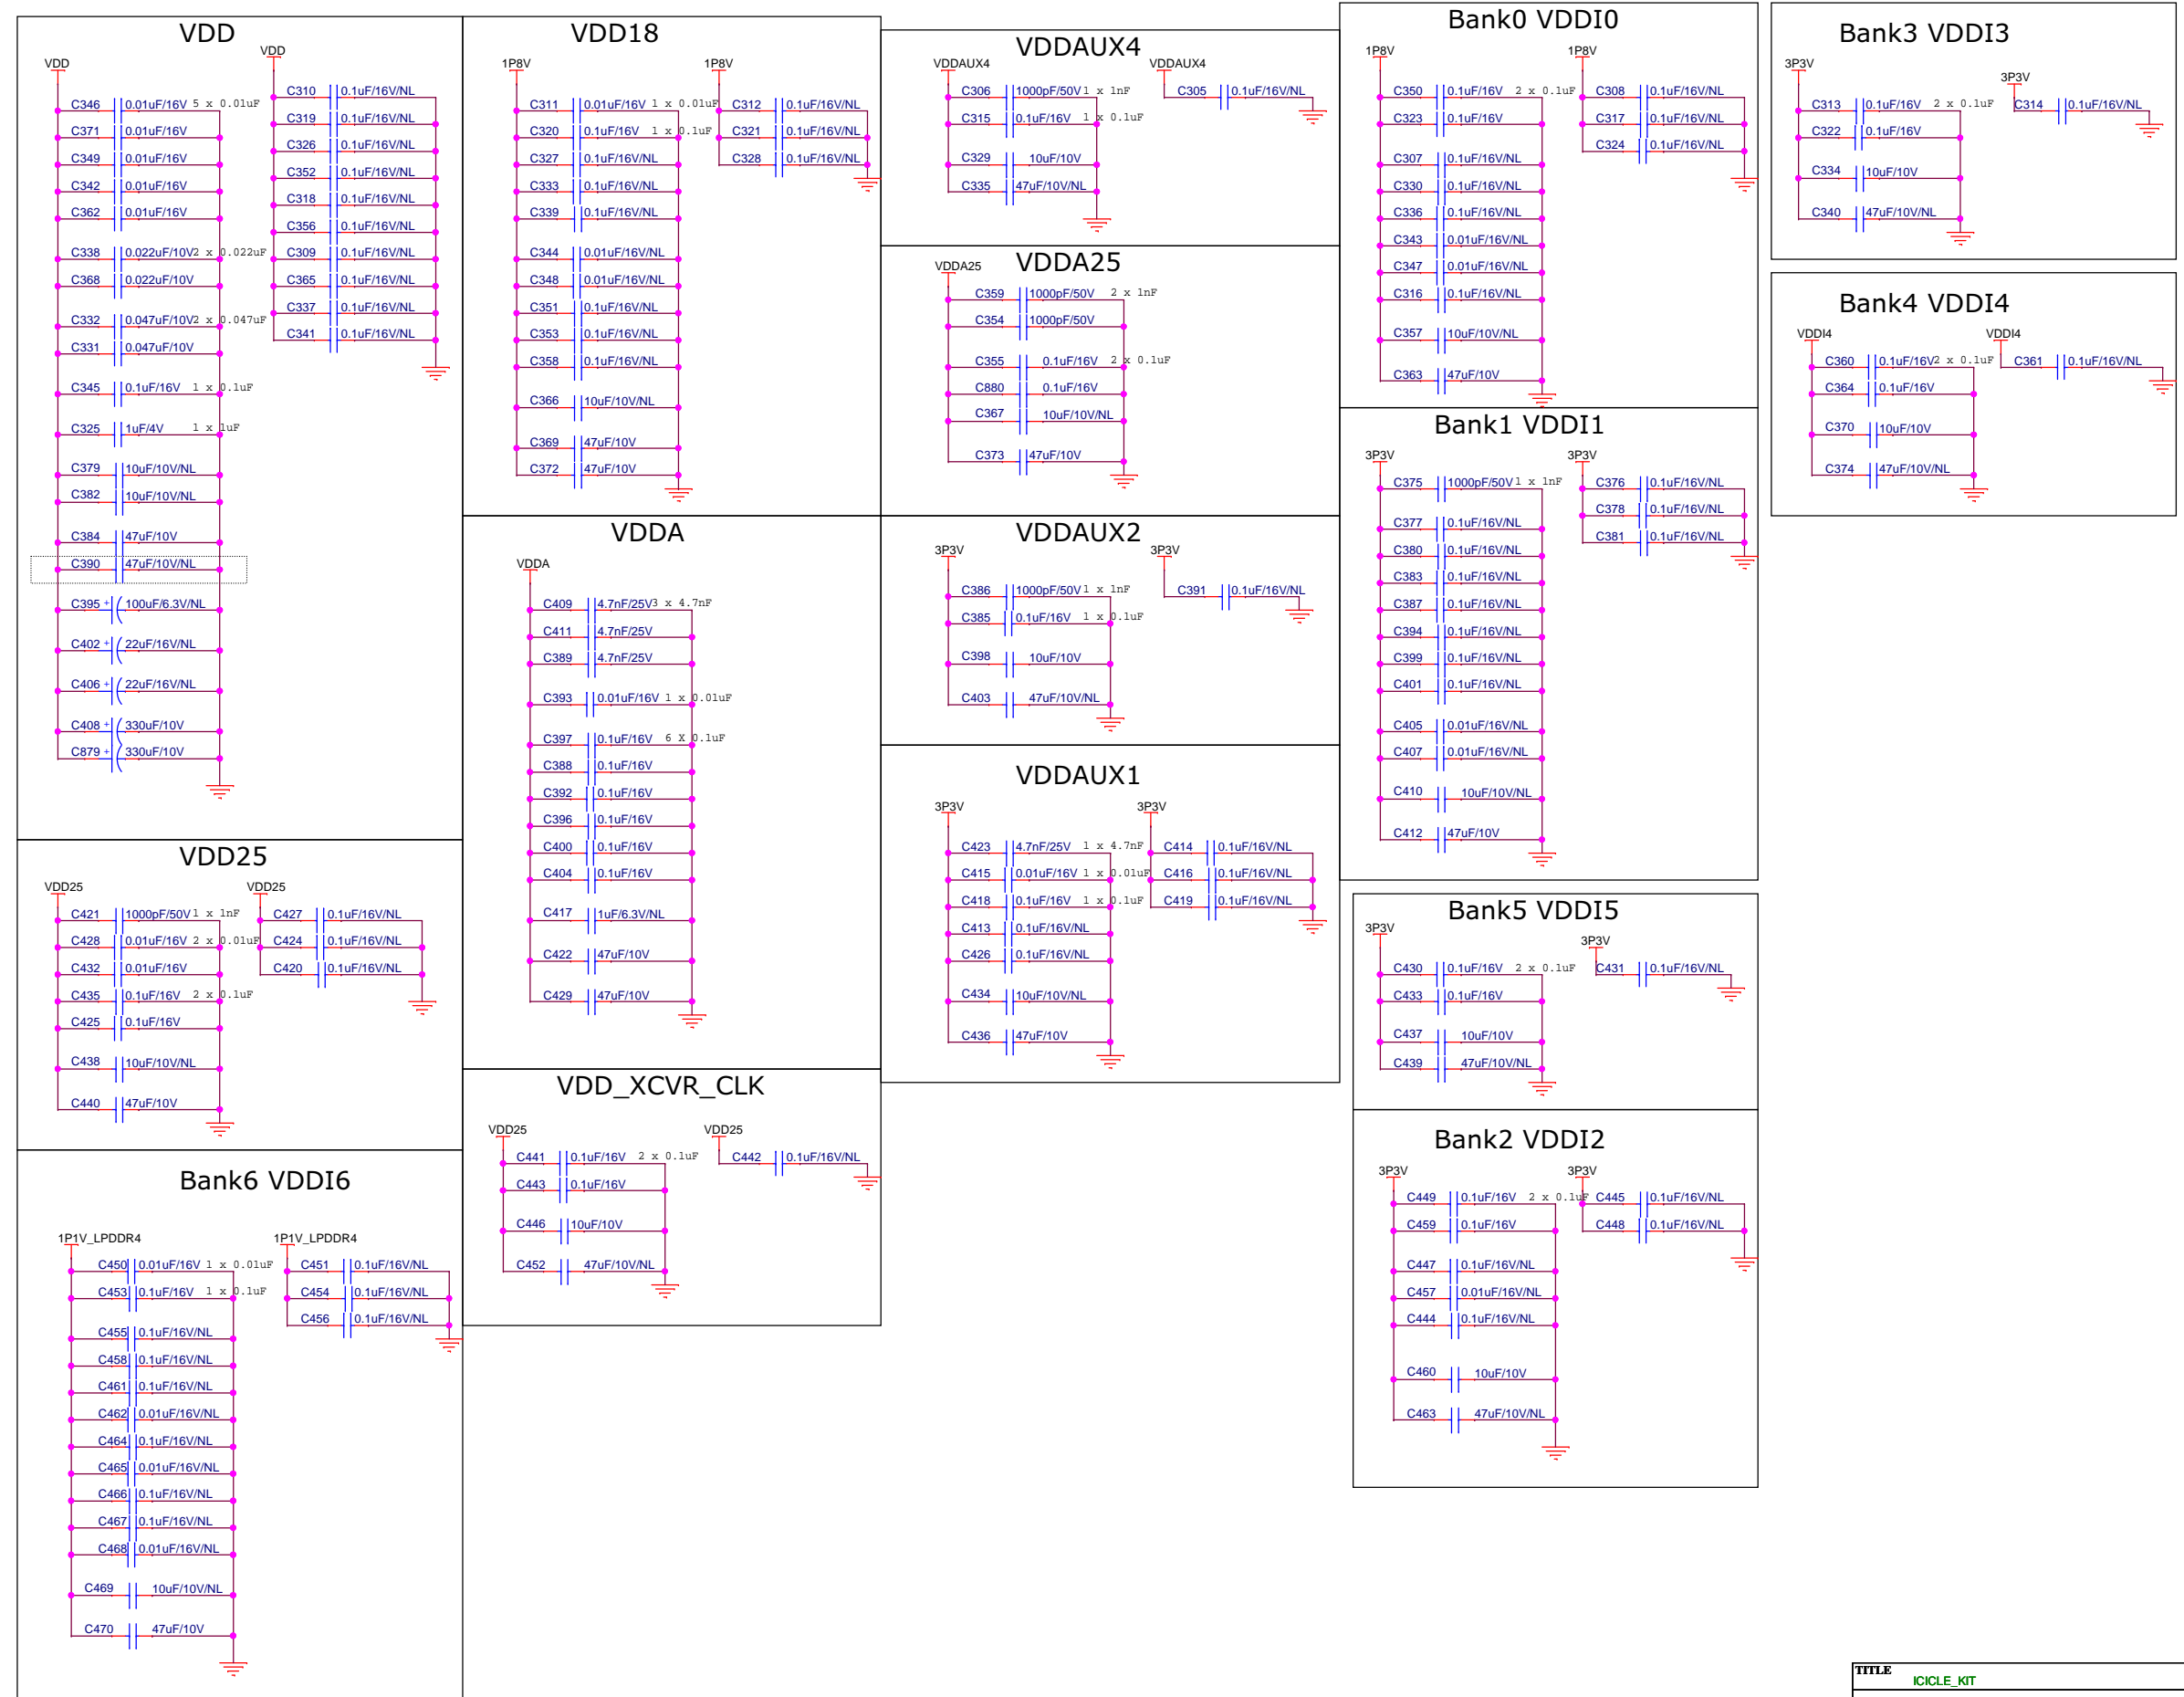 VDD
VDD
VDD
C346 0.01uF/16V 5 x 0.01uF
C371 0.01uF/16V
C349 0.01uF/16V
C342 0.01uF/16V
C362 0.01uF/16V
C338 0.022uF/10V 2 x 0.022uF
C368 0.022uF/10V
C332 0.047uF/10V 2 x 0.047uF
C331 0.047uF/10V
C345 0.1uF/16V 1 x 0.1uF
C325 1uF/4V 1 x 1uF
C379 10uF/10V/NL
C382 10uF/10V/NL
C384 47uF/10V
C390 47uF/10V/NL
C395 + 100uF/6.3V/NL
C402 + 22uF/16V/NL
C406 + 22uF/16V/NL
C408 + 330uF/10V
C879 + 330uF/10V
C310 0.1uF/16V/NL
C319 0.1uF/16V/NL
C326 0.1uF/16V/NL
C352 0.1uF/16V/NL
C318 0.1uF/16V/NL
C356 0.1uF/16V/NL
C309 0.1uF/16V/NL
C365 0.1uF/16V/NL
C337 0.1uF/16V/NL
C341 0.1uF/16V/NL
VDD25
VDD25
VDD25
C421 1000pF/50V 1 x 1nF
C428 0.01uF/16V 2 x 0.01uF
C432 0.01uF/16V
C435 0.1uF/16V 2 x 0.1uF
C425 0.1uF/16V
C438 10uF/10V/NL
C440 47uF/10V
C427 0.1uF/16V/NL
C424 0.1uF/16V/NL
C420 0.1uF/16V/NL
Bank6 VDDI6
1P1V_LPDDR4
1P1V_LPDDR4
C450 0.01uF/16V 1 x 0.01uF
C453 0.1uF/16V 1 x 0.1uF
C455 0.1uF/16V/NL
C458 0.1uF/16V/NL
C461 0.1uF/16V/NL
C462 0.01uF/16V/NL
C464 0.1uF/16V/NL
C465 0.01uF/16V/NL
C466 0.1uF/16V/NL
C467 0.1uF/16V/NL
C468 0.01uF/16V/NL
C469 10uF/10V/NL
C470 47uF/10V
C451 0.1uF/16V/NL
C454 0.1uF/16V/NL
C456 0.1uF/16V/NL
VDD18
1P8V
1P8V
C311 0.01uF/16V 1 x 0.01uF
C320 0.1uF/16V 1 x 0.1uF
C327 0.1uF/16V/NL
C333 0.1uF/16V/NL
C339 0.1uF/16V/NL
C344 0.01uF/16V/NL
C348 0.01uF/16V/NL
C351 0.1uF/16V/NL
C353 0.1uF/16V/NL
C358 0.1uF/16V/NL
C366 10uF/10V/NL
C369 47uF/10V
C372 47uF/10V
C312 0.1uF/16V/NL
C321 0.1uF/16V/NL
C328 0.1uF/16V/NL
VDDA
VDDA
C409 4.7nF/25V 3 x 4.7nF
C411 4.7nF/25V
C389 4.7nF/25V
C393 0.01uF/16V 1 x 0.01uF
C397 0.1uF/16V 6 X 0.1uF
C388 0.1uF/16V
C392 0.1uF/16V
C396 0.1uF/16V
C400 0.1uF/16V
C404 0.1uF/16V
C417 1uF/6.3V/NL
C422 47uF/10V
C429 47uF/10V
VDD_XCVR_CLK
VDD25
VDD25
C441 0.1uF/16V 2 x 0.1uF
C443 0.1uF/16V
C446 10uF/10V
C452 47uF/10V/NL
C442 0.1uF/16V/NL
VDDAUX4
VDDAUX4
VDDAUX4
C306 1000pF/50V 1 x 1nF
C315 0.1uF/16V 1 x 0.1uF
C329 10uF/10V
C335 47uF/10V/NL
C305 0.1uF/16V/NL
VDDA25
VDDA25
C359 1000pF/50V 2 x 1nF
C354 1000pF/50V
C355 0.1uF/16V 2 x 0.1uF
C880 0.1uF/16V
C367 10uF/10V/NL
C373 47uF/10V
VDDAUX2
3P3V
3P3V
C386 1000pF/50V 1 x 1nF
C385 0.1uF/16V 1 x 0.1uF
C398 10uF/10V
C403 47uF/10V/NL
C391 0.1uF/16V/NL
VDDAUX1
3P3V
3P3V
C423 4.7nF/25V 1 x 4.7nF
C415 0.01uF/16V 1 x 0.01uF
C418 0.1uF/16V 1 x 0.1uF
C413 0.1uF/16V/NL
C426 0.1uF/16V/NL
C434 10uF/10V/NL
C436 47uF/10V
C414 0.1uF/16V/NL
C416 0.1uF/16V/NL
C419 0.1uF/16V/NL
Bank0 VDDI0
1P8V
1P8V
C350 0.1uF/16V 2 x 0.1uF
C323 0.1uF/16V
C307 0.1uF/16V/NL
C330 0.1uF/16V/NL
C336 0.1uF/16V/NL
C343 0.01uF/16V/NL
C347 0.01uF/16V/NL
C316 0.1uF/16V/NL
C357 10uF/10V/NL
C363 47uF/10V
C308 0.1uF/16V/NL
C317 0.1uF/16V/NL
C324 0.1uF/16V/NL
Bank1 VDDI1
3P3V
3P3V
C375 1000pF/50V 1 x 1nF
C377 0.1uF/16V/NL
C380 0.1uF/16V/NL
C383 0.1uF/16V/NL
C387 0.1uF/16V/NL
C394 0.1uF/16V/NL
C399 0.1uF/16V/NL
C401 0.1uF/16V/NL
C405 0.01uF/16V/NL
C407 0.01uF/16V/NL
C410 10uF/10V/NL
C412 47uF/10V
C376 0.1uF/16V/NL
C378 0.1uF/16V/NL
C381 0.1uF/16V/NL
Bank5 VDDI5
3P3V
3P3V
C430 0.1uF/16V 2 x 0.1uF
C433 0.1uF/16V
C437 10uF/10V
C439 47uF/10V/NL
C431 0.1uF/16V/NL
Bank2 VDDI2
3P3V
3P3V
C449 0.1uF/16V 2 x 0.1uF
C459 0.1uF/16V
C447 0.1uF/16V/NL
C457 0.01uF/16V/NL
C444 0.1uF/16V/NL
C460 10uF/10V
C463 47uF/10V/NL
C445 0.1uF/16V/NL
C448 0.1uF/16V/NL
Bank3 VDDI3
3P3V
3P3V
C313 0.1uF/16V 2 x 0.1uF
C322 0.1uF/16V
C334 10uF/10V
C340 47uF/10V/NL
C314 0.1uF/16V/NL
Bank4 VDDI4
VDDI4
VDDI4
C360 0.1uF/16V 2 x 0.1uF
C364 0.1uF/16V
C370 10uF/10V
C374 47uF/10V/NL
C361 0.1uF/16V/NL
TITLE
ICICLE_KIT